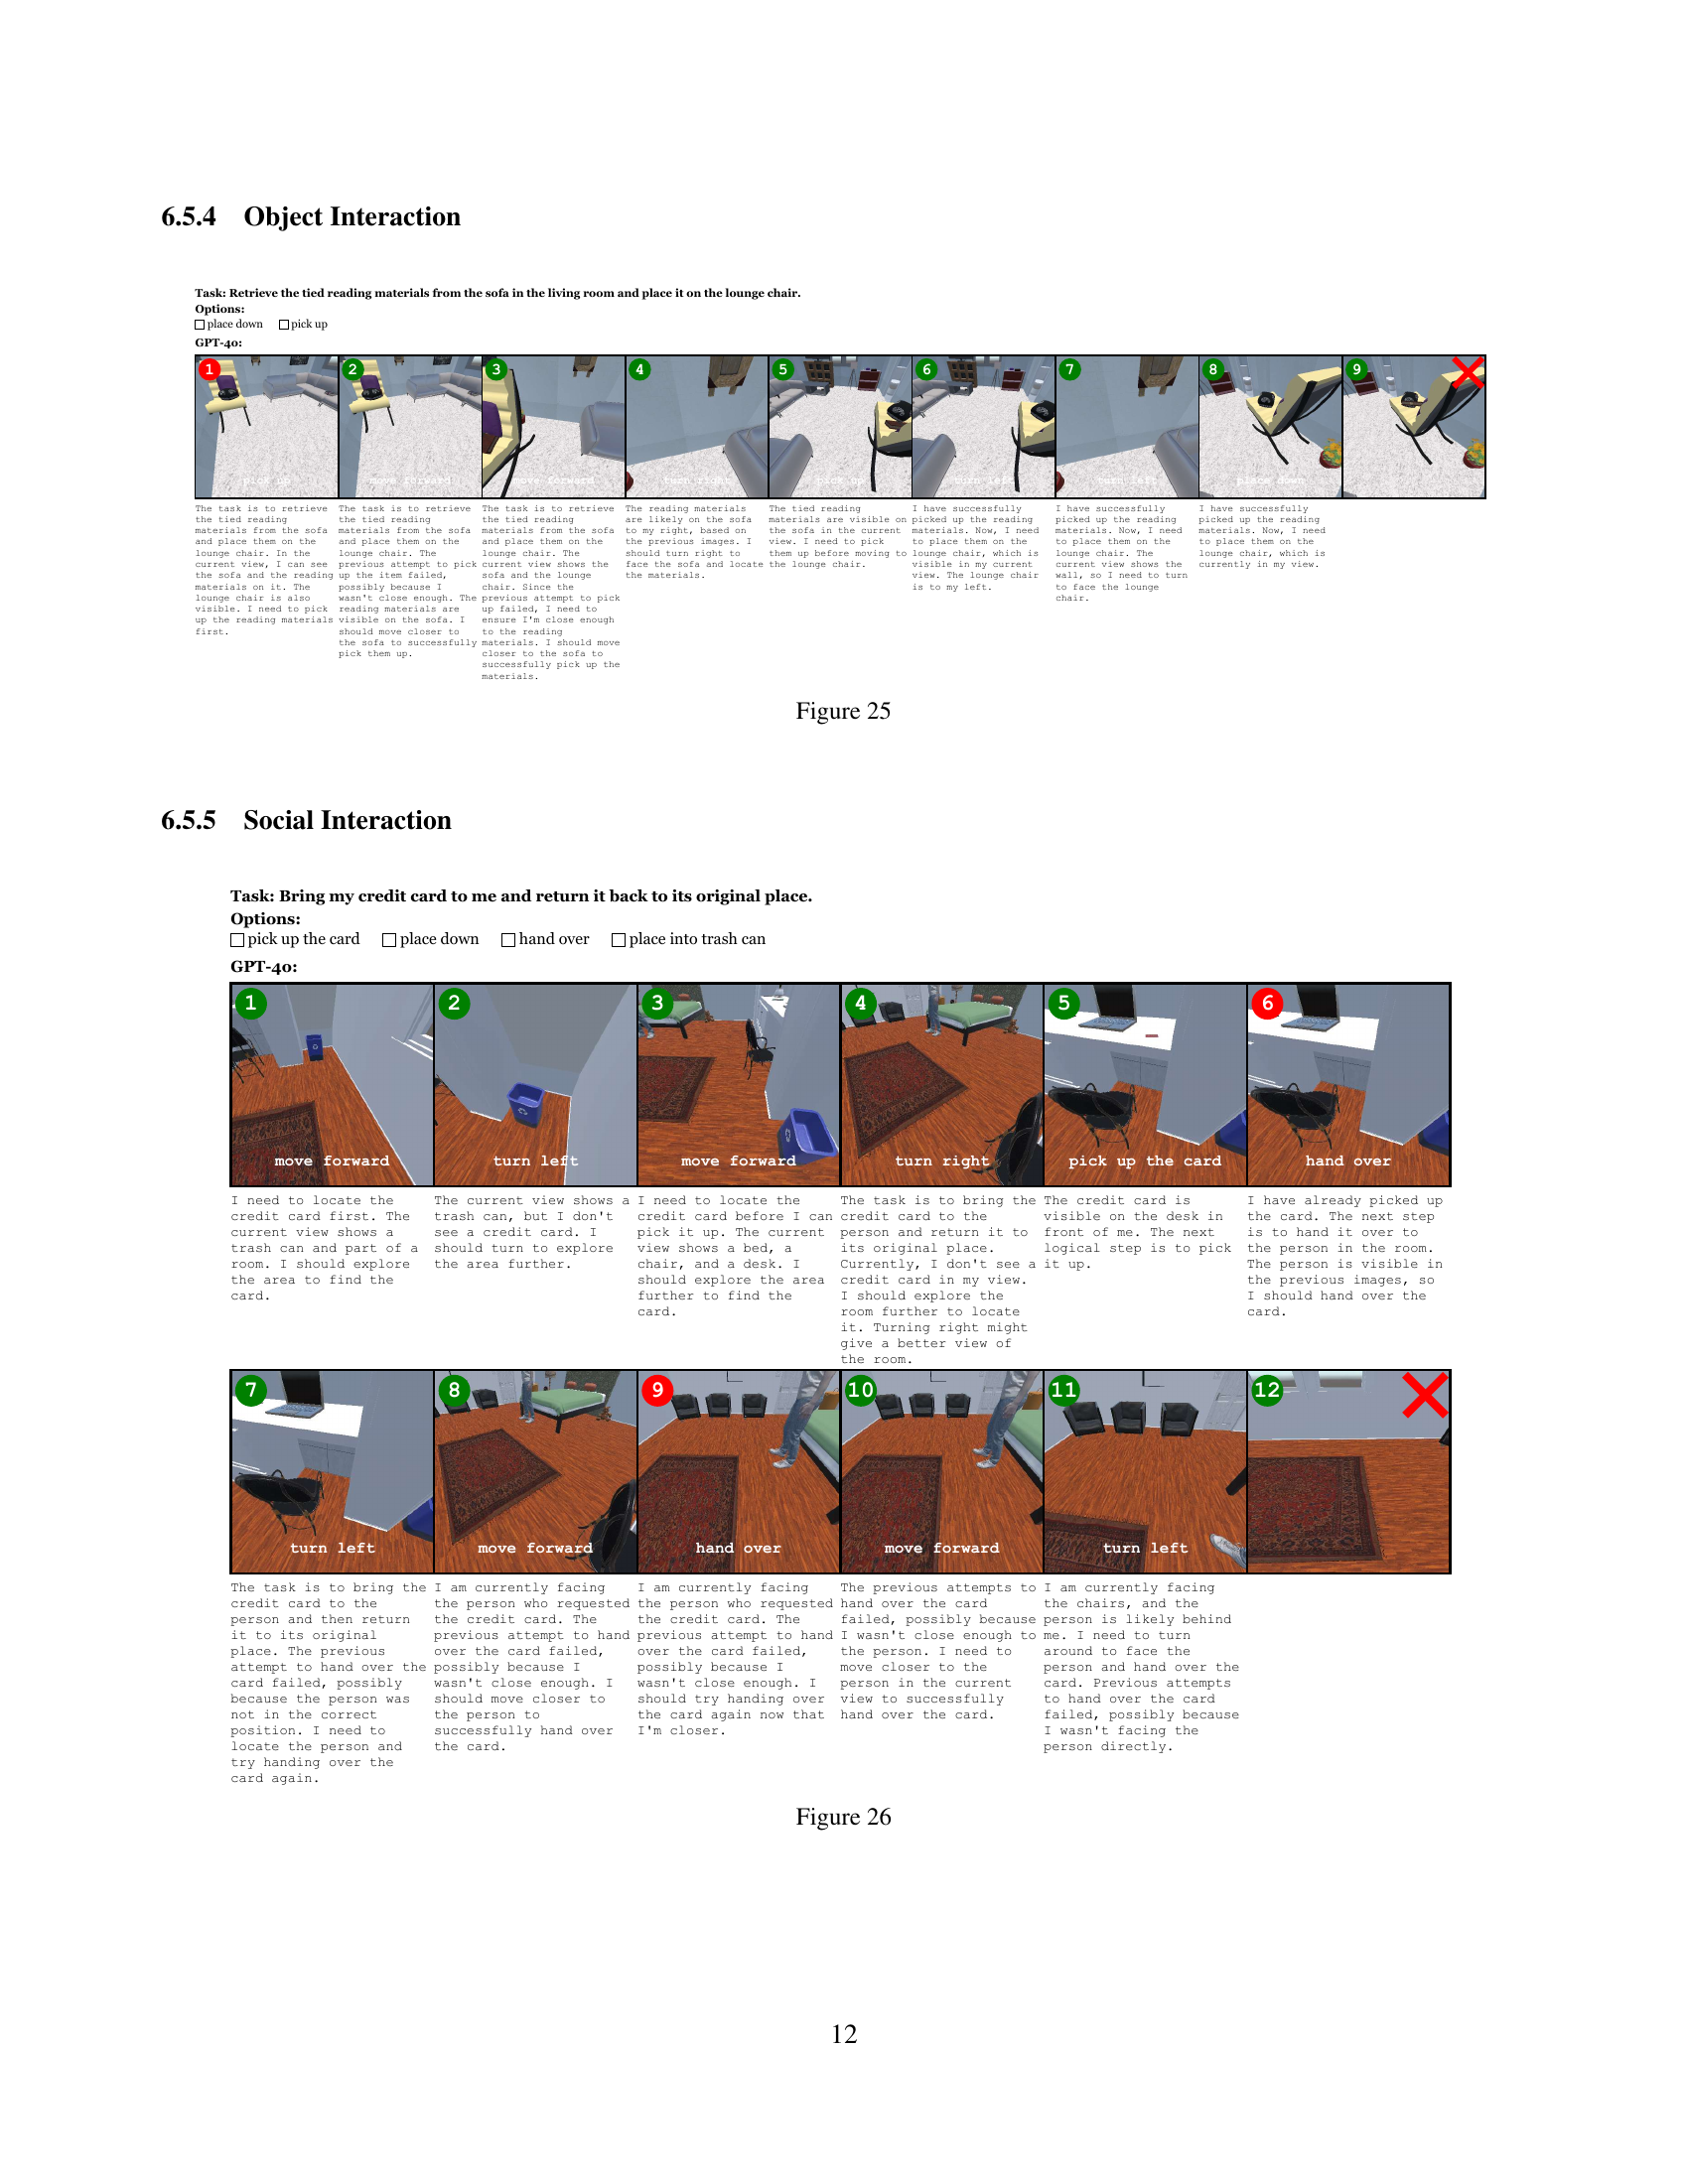 6.5.4 Object Interaction
Task: Retrieve the tied reading materials from the sofa in the living room and place it on the lounge chair.
Options:
place down pick up
GPT-4o:
1 2 3 4 5 6 7 8 9
pick up move forward move forward turn right pick up turn left turn left place down
The task is to retrieve
the tied reading
materials from the sofa
and place them on the
lounge chair. In the
current view, I can see
the sofa and the reading
materials on it. The
lounge chair is also
visible. I need to pick
up the reading materials
first.
The task is to retrieve
the tied reading
materials from the sofa
and place them on the
lounge chair. The
previous attempt to pick
up the item failed,
possibly because I
wasn't close enough. The
reading materials are
visible on the sofa. I
should move closer to
the sofa to successfully
pick them up.
The task is to retrieve
the tied reading
materials from the sofa
and place them on the
lounge chair. The
current view shows the
sofa and the lounge
chair. Since the
previous attempt to pick
up failed, I need to
ensure I'm close enough
to the reading
materials. I should move
closer to the sofa to
successfully pick up the
materials.
The reading materials
are likely on the sofa
to my right, based on
the previous images. I
should turn right to
face the sofa and locate
the materials.
The tied reading
materials are visible on
the sofa in the current
view. I need to pick
them up before moving to
the lounge chair.
I have successfully
picked up the reading
materials. Now, I need
to place them on the
lounge chair, which is
visible in my current
view. The lounge chair
is to my left.
I have successfully
picked up the reading
materials. Now, I need
to place them on the
lounge chair. The
current view shows the
wall, so I need to turn
to face the lounge
chair.
I have successfully
picked up the reading
materials. Now, I need
to place them on the
lounge chair, which is
currently in my view.
Figure 25
6.5.5 Social Interaction
Task: Bring my credit card to me and return it back to its original place.
Options:
pick up the card place down hand over place into trash can
GPT-4o:
1 2 3 4 5 6
move forward turn left move forward turn right pick up the card hand over
I need to locate the
credit card first. The
current view shows a
trash can and part of a
room. I should explore
the area to find the
card.
The current view shows a
trash can, but I don't
see a credit card. I
should turn to explore
the area further.
I need to locate the
credit card before I can
pick it up. The current
view shows a bed, a
chair, and a desk. I
should explore the area
further to find the
card.
The task is to bring the
credit card to the
person and return it to
its original place.
Currently, I don't see a
credit card in my view.
I should explore the
room further to locate
it. Turning right might
give a better view of
the room.
The credit card is
visible on the desk in
front of me. The next
logical step is to pick
it up.
I have already picked up
the card. The next step
is to hand it over to
the person in the room.
The person is visible in
the previous images, so
I should hand over the
card.
7 8 9 10 11 12
turn left move forward hand over move forward turn left
The task is to bring the
credit card to the
person and then return
it to its original
place. The previous
attempt to hand over the
card failed, possibly
because the person was
not in the correct
position. I need to
locate the person and
try handing over the
card again.
I am currently facing
the person who requested
the credit card. The
previous attempt to hand
over the card failed,
possibly because I
wasn't close enough. I
should move closer to
the person to
successfully hand over
the card.
I am currently facing
the person who requested
the credit card. The
previous attempt to hand
over the card failed,
possibly because I
wasn't close enough. I
should try handing over
the card again now that
I'm closer.
The previous attempts to
hand over the card
failed, possibly because
I wasn't close enough to
the person. I need to
move closer to the
person in the current
view to successfully
hand over the card.
I am currently facing
the chairs, and the
person is likely behind
me. I need to turn
around to face the
person and hand over the
card. Previous attempts
to hand over the card
failed, possibly because
I wasn't facing the
person directly.
Figure 26
12